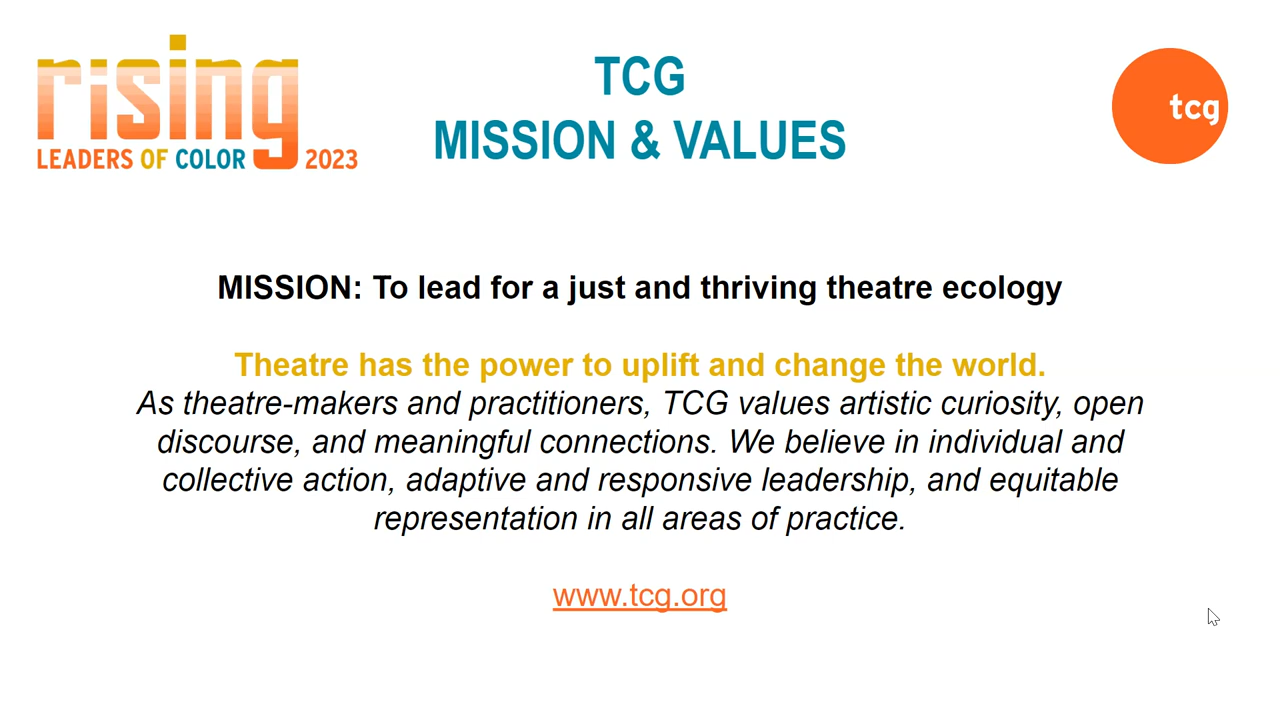 rising
LEADERS OF COLOR 2023
TCG
MISSION & VALUES
tcg
MISSION: To lead for a just and thriving theatre ecology
Theatre has the power to uplift and change the world.
As theatre-makers and practitioners, TCG values artistic curiosity, open
discourse, and meaningful connections. We believe in individual and
collective action, adaptive and responsive leadership, and equitable
representation in all areas of practice.
www.tcg.org